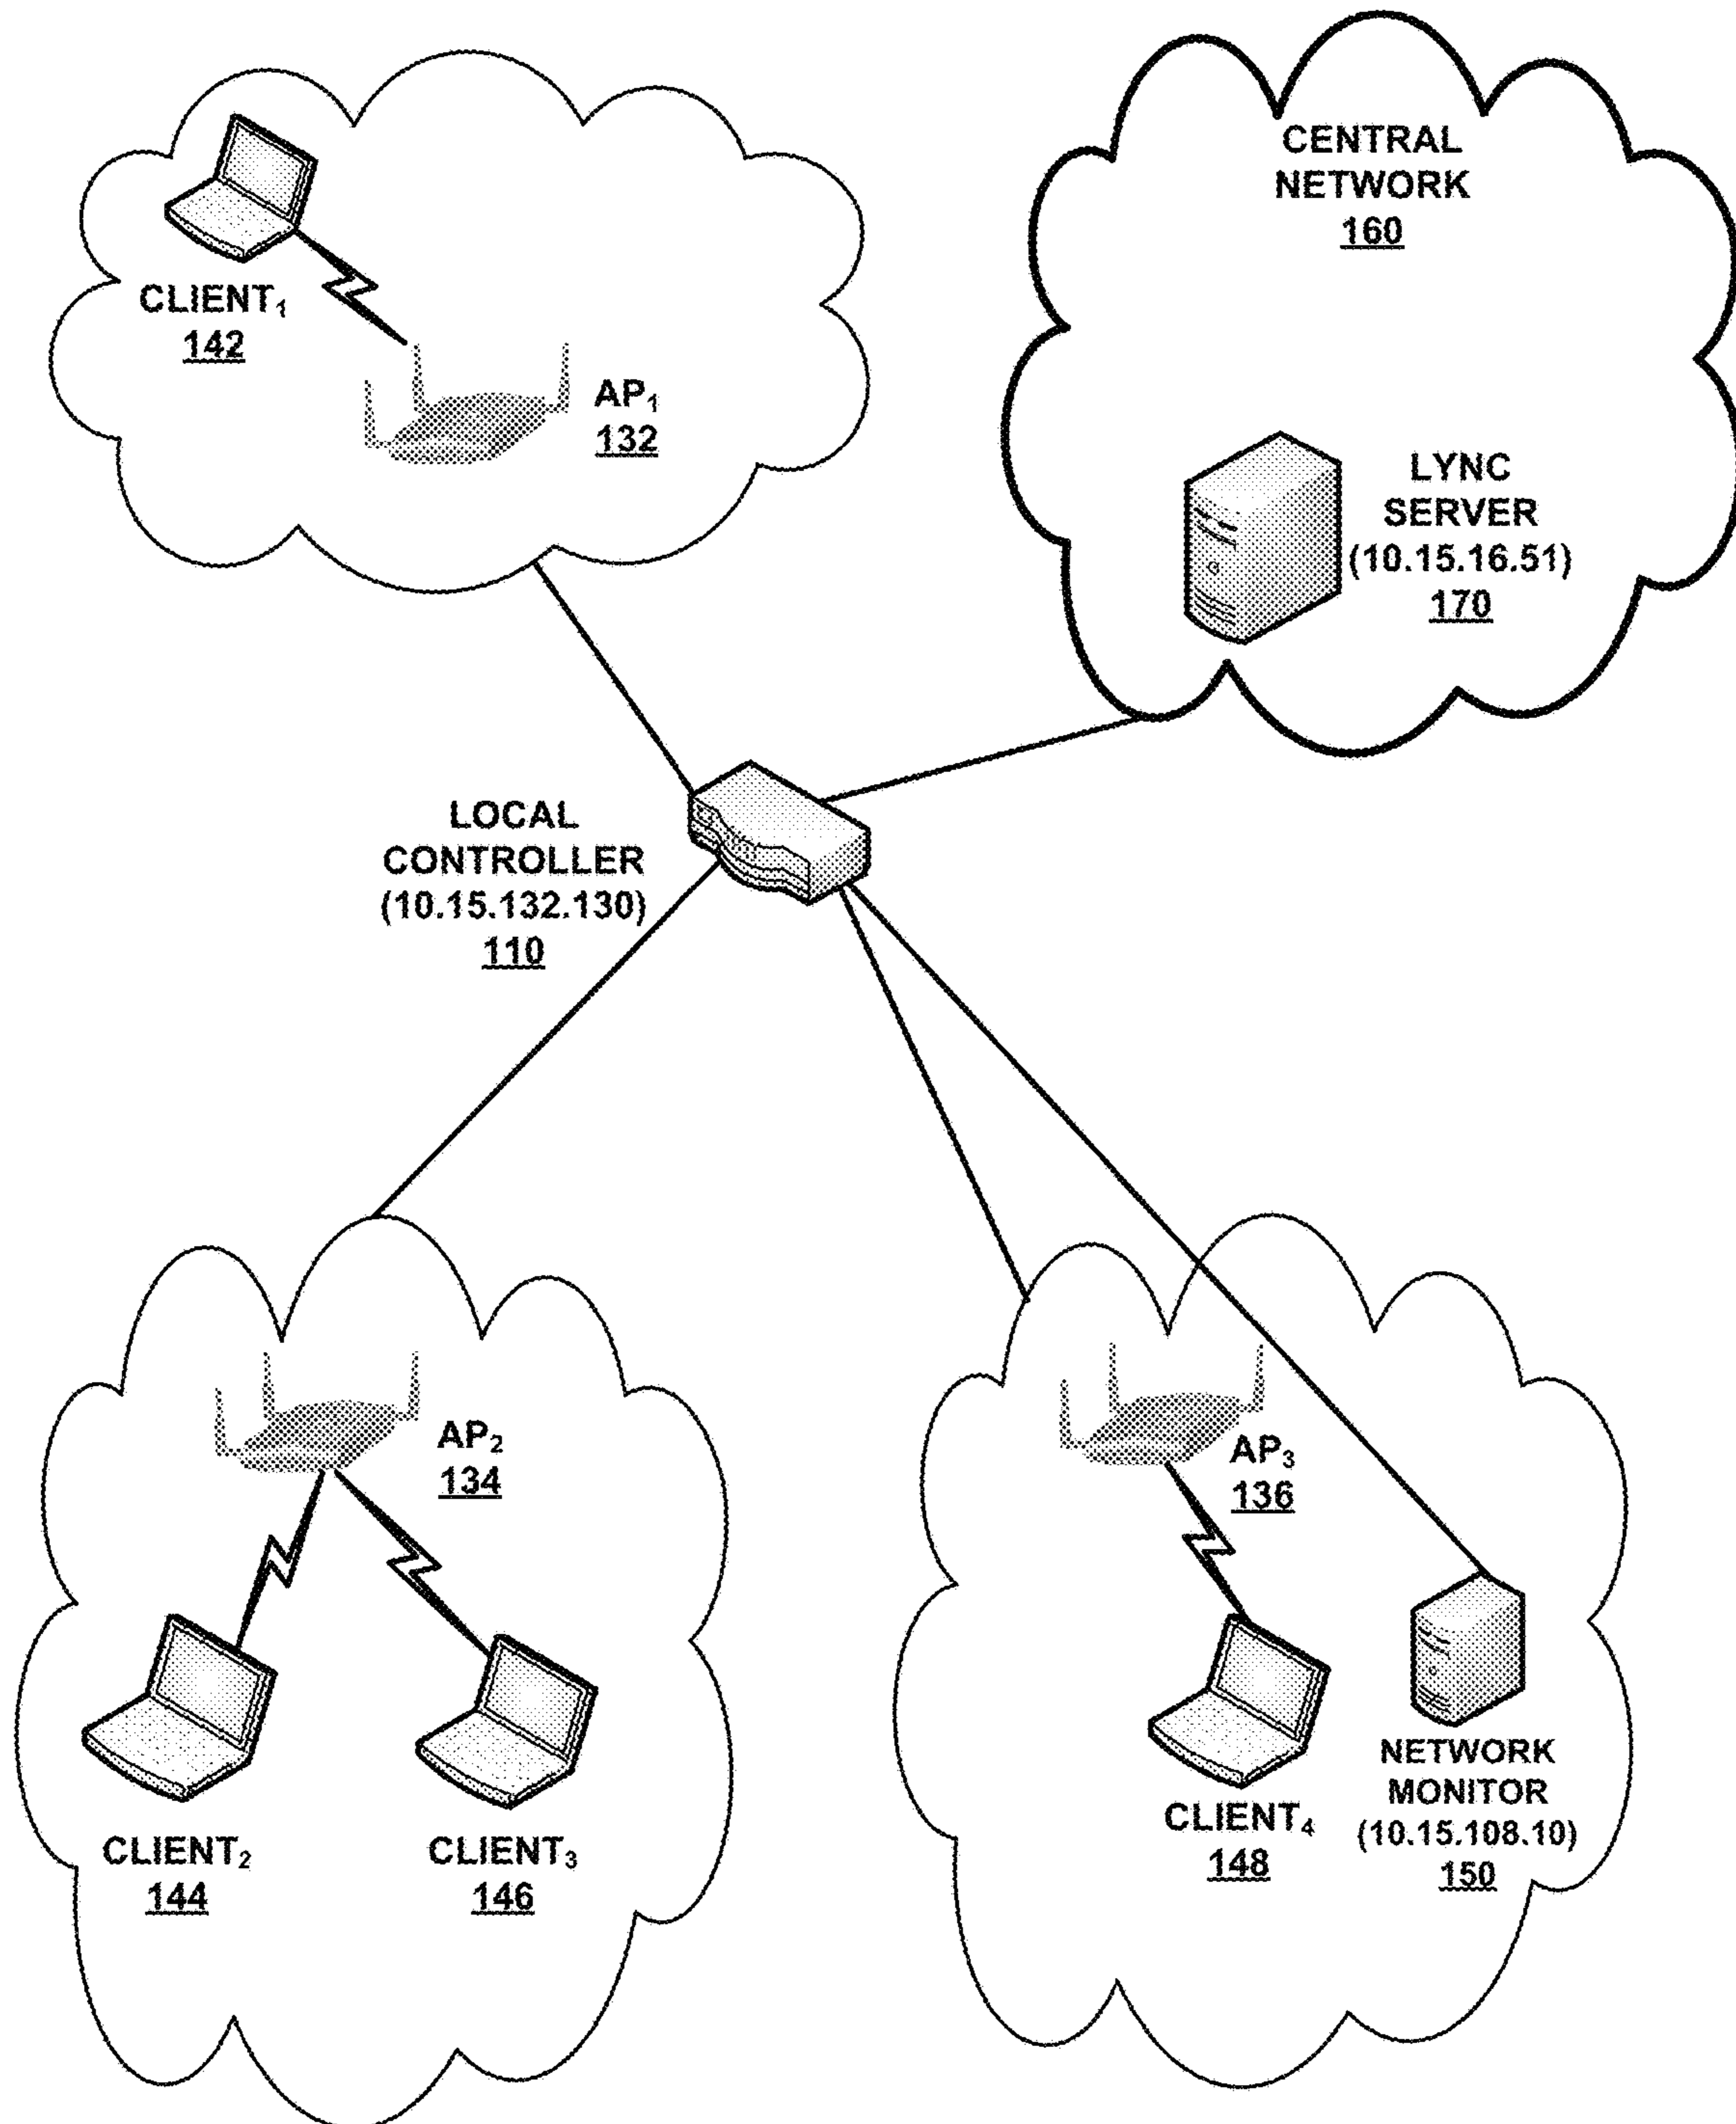 CLIENT₁
142
AP₁
132
CENTRAL
NETWORK
160
LYNC
SERVER
(10.15.16.51)
170
LOCAL
CONTROLLER
(10.15.132.130)
110
AP₂
134
CLIENT₂
144
CLIENT₃
146
AP₃
136
CLIENT₄
148
NETWORK
MONITOR
(10.15.108.10)
150